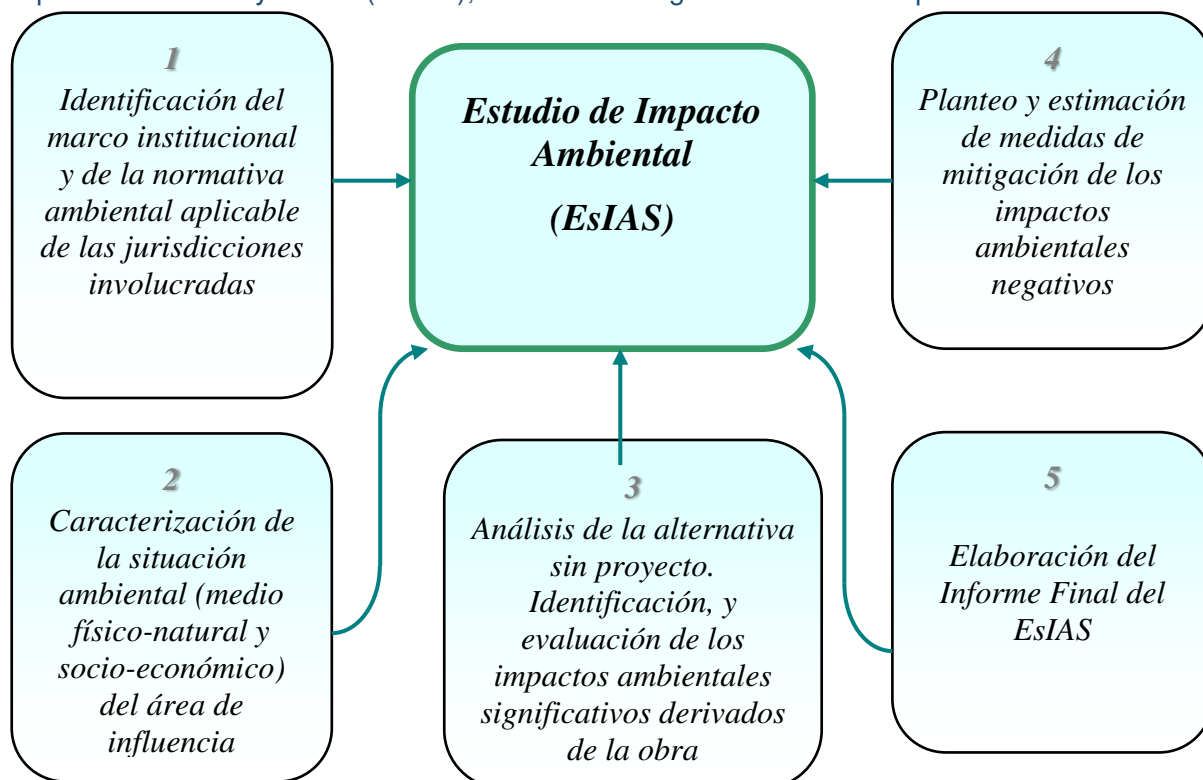 1
Identificación del
marco institucional
y de la normativa
ambiental aplicable
de las jurisdicciones
involucradas
Estudio de Impacto
Ambiental
(EsIAS)
4
Planteo y estimación
de medidas de
mitigación de los
impactos
ambientales
negativos
2
Caracterización de
la situación
ambiental (medio
físico-natural y
socio-económico)
del área de
influencia
3
Análisis de la alternativa
sin proyecto.
Identificación, y
evaluación de los
impactos ambientales
significativos derivados
de la obra
5
Elaboración del
Informe Final del
EsIAS